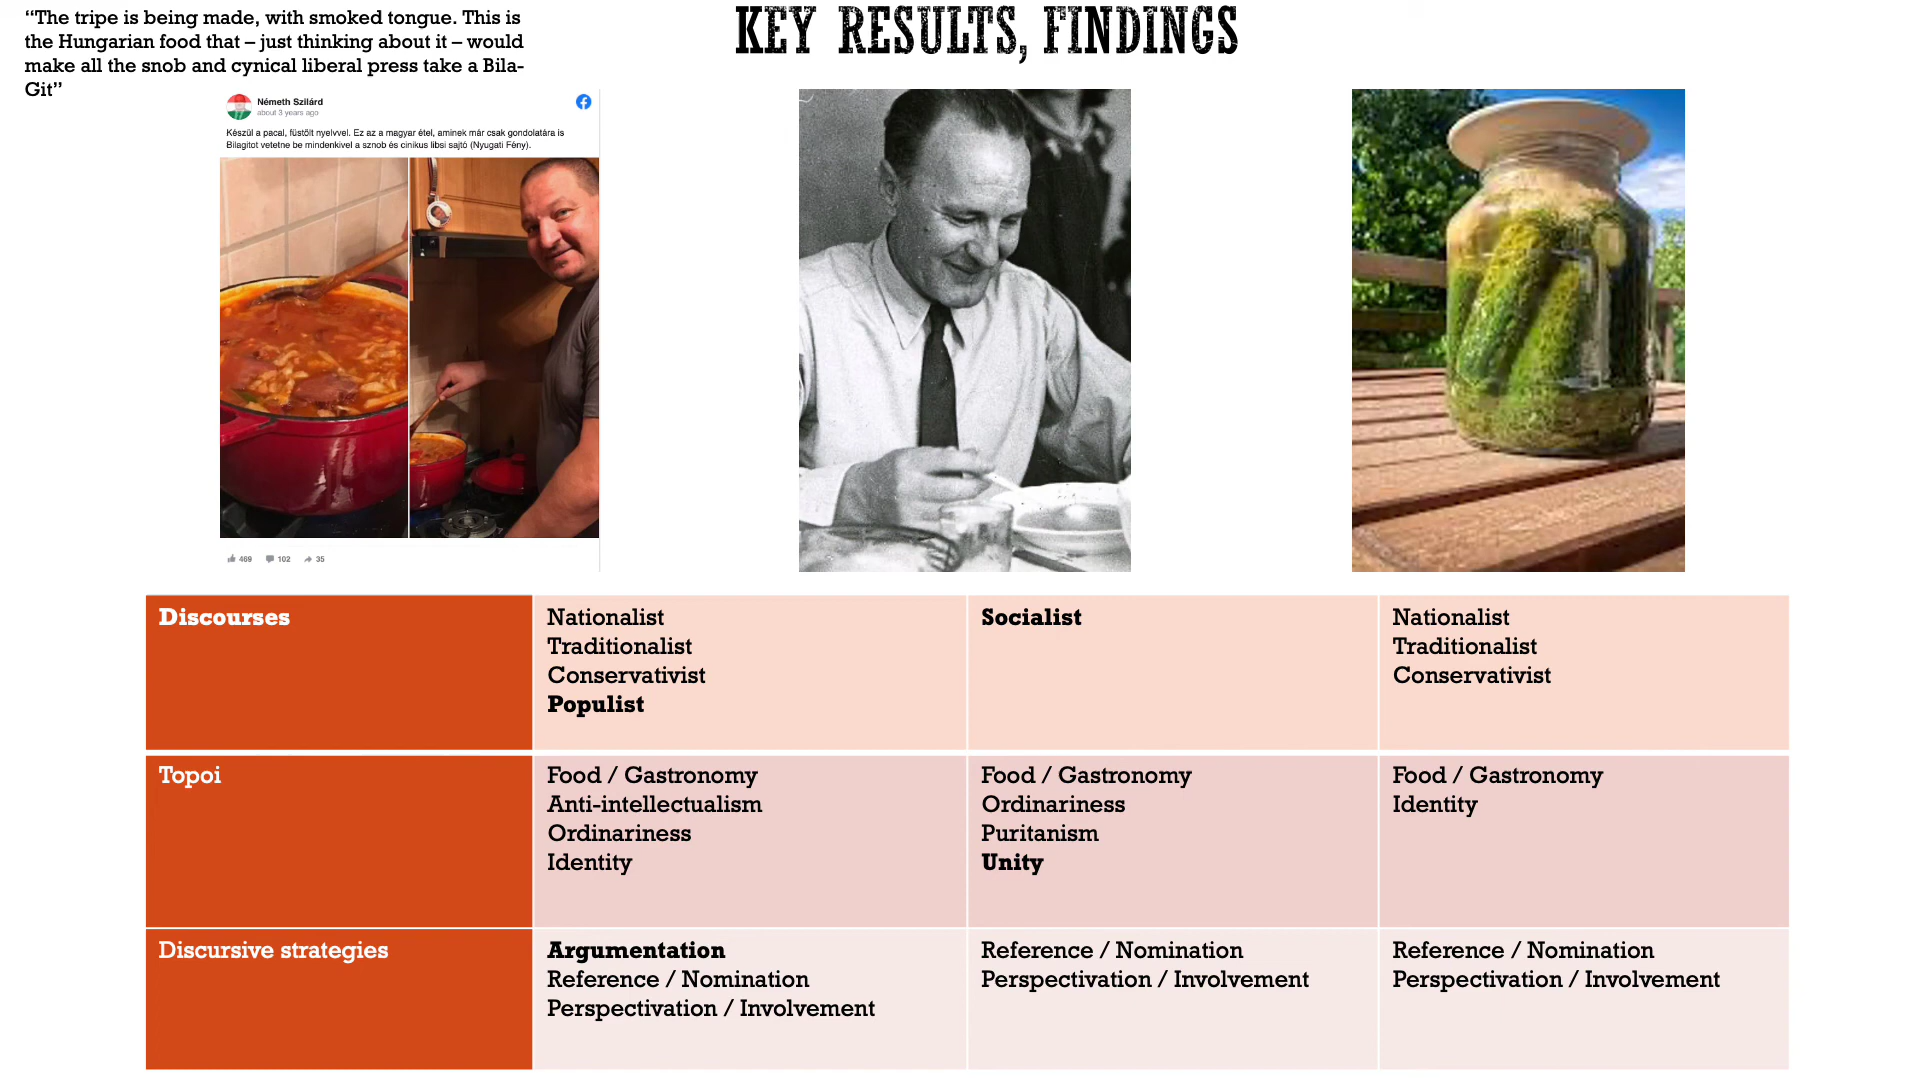 “The tripe is being made, with smoked tongue. This is
the Hungarian food that – just thinking about it – would
make all the snob and cynical liberal press take a Bila-
Git”
KEY RESULTS, FINDINGS
Németh Szilárd
about 3 years ago
Készül a pacal, füstölt nyelvvel. Ez az a magyar étel, aminek már csak gondolatára is
Bilagitot vetetne be mindenkivel a sznob és cinikus libsi sajtó (Nyugati Fény).
469 102 35
Discourses
Nationalist
Traditionalist
Conservativist
Populist
Socialist
Nationalist
Traditionalist
Conservativist
Topoi
Food / Gastronomy
Anti-intellectualism
Ordinariness
Identity
Food / Gastronomy
Ordinariness
Puritanism
Unity
Food / Gastronomy
Identity
Discursive strategies
Argumentation
Reference / Nomination
Perspectivation / Involvement
Reference / Nomination
Perspectivation / Involvement
Reference / Nomination
Perspectivation / Involvement